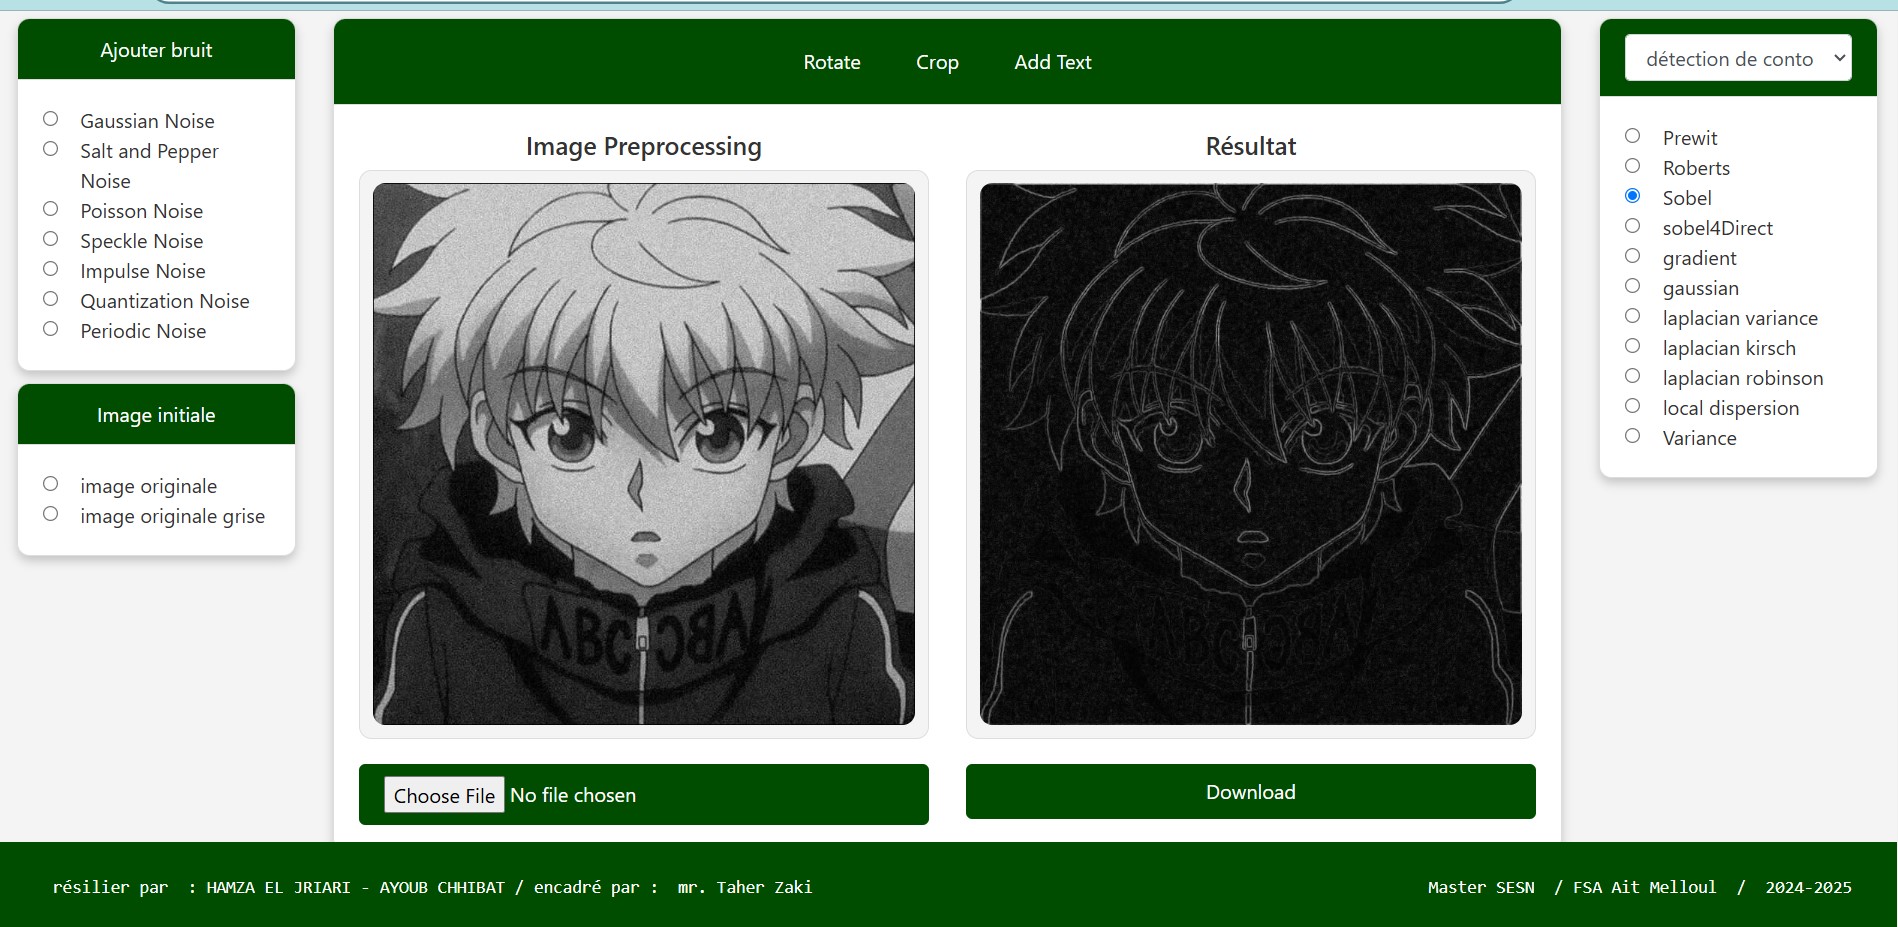 Ajouter bruit
Gaussian Noise
Salt and Pepper
Noise
Poisson Noise
Speckle Noise
Impulse Noise
Quantization Noise
Periodic Noise
Image initiale
image originale
image originale grise
Rotate Crop Add Text
Image Preprocessing
ABC
Résultat
ABC
Choose File No file chosen
Download
détection de conto
Prewit
Roberts
Sobel
sobel4Direct
gradient
gaussian
laplacian variance
laplacian kirsch
laplacian robinson
local dispersion
Variance
résilier par : HAMZA EL JRIARI - AYOUB CHHIBAT / encadré par : mr. Taher Zaki
Master SESN / FSA Ait Melloul / 2024-2025